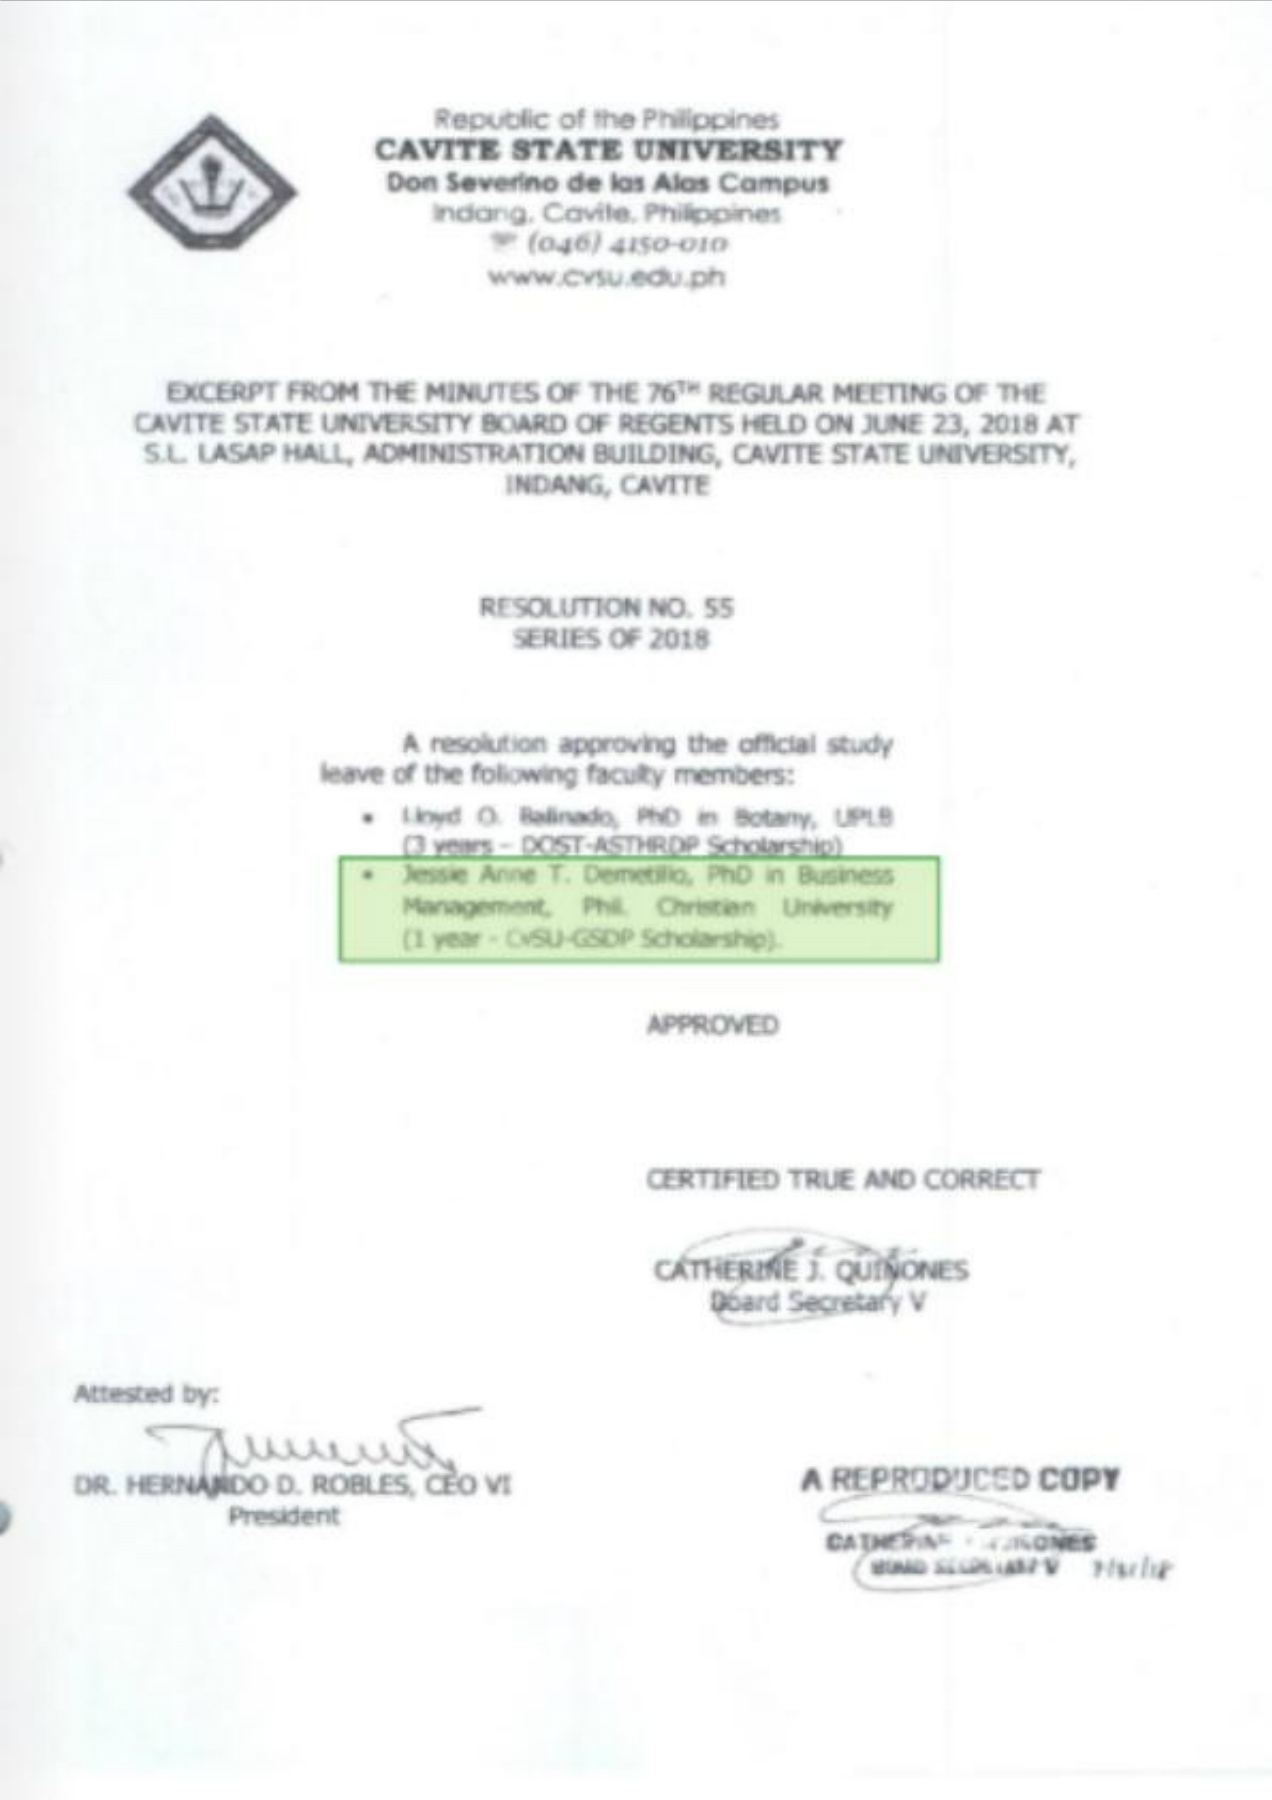 Republic of the Philippines
CAVITE STATE UNIVERSITY
Don Severino de las Alas Campus
Indang, Cavite, Philippines
☏ (046) 4150-010
www.cvsu.edu.ph
EXCERPT FROM THE MINUTES OF THE 76TH REGULAR MEETING OF THE
CAVITE STATE UNIVERSITY BOARD OF REGENTS HELD ON JUNE 23, 2018 AT
S.L. LASAP HALL, ADMINISTRATION BUILDING, CAVITE STATE UNIVERSITY,
INDANG, CAVITE
RESOLUTION NO. 55
SERIES OF 2018
A resolution approving the official study
leave of the following faculty members:
• Lloyd O. Balinado, PhD in Botany, UPLB
(3 years – DOST-ASTHRDP Scholarship)
• Jessie Anne T. Demetillo, PhD in Business
Management, Phil. Christian University
(1 year - CvSU-GSDP Scholarship).
APPROVED
CERTIFIED TRUE AND CORRECT
CATHERINE J. QUIÑONES
Board Secretary V
Attested by:
DR. HERNANDO D. ROBLES, CEO VI
President
A REPRODUCED COPY
CATHERINE QUIÑONES
BOARD SECRETARY V